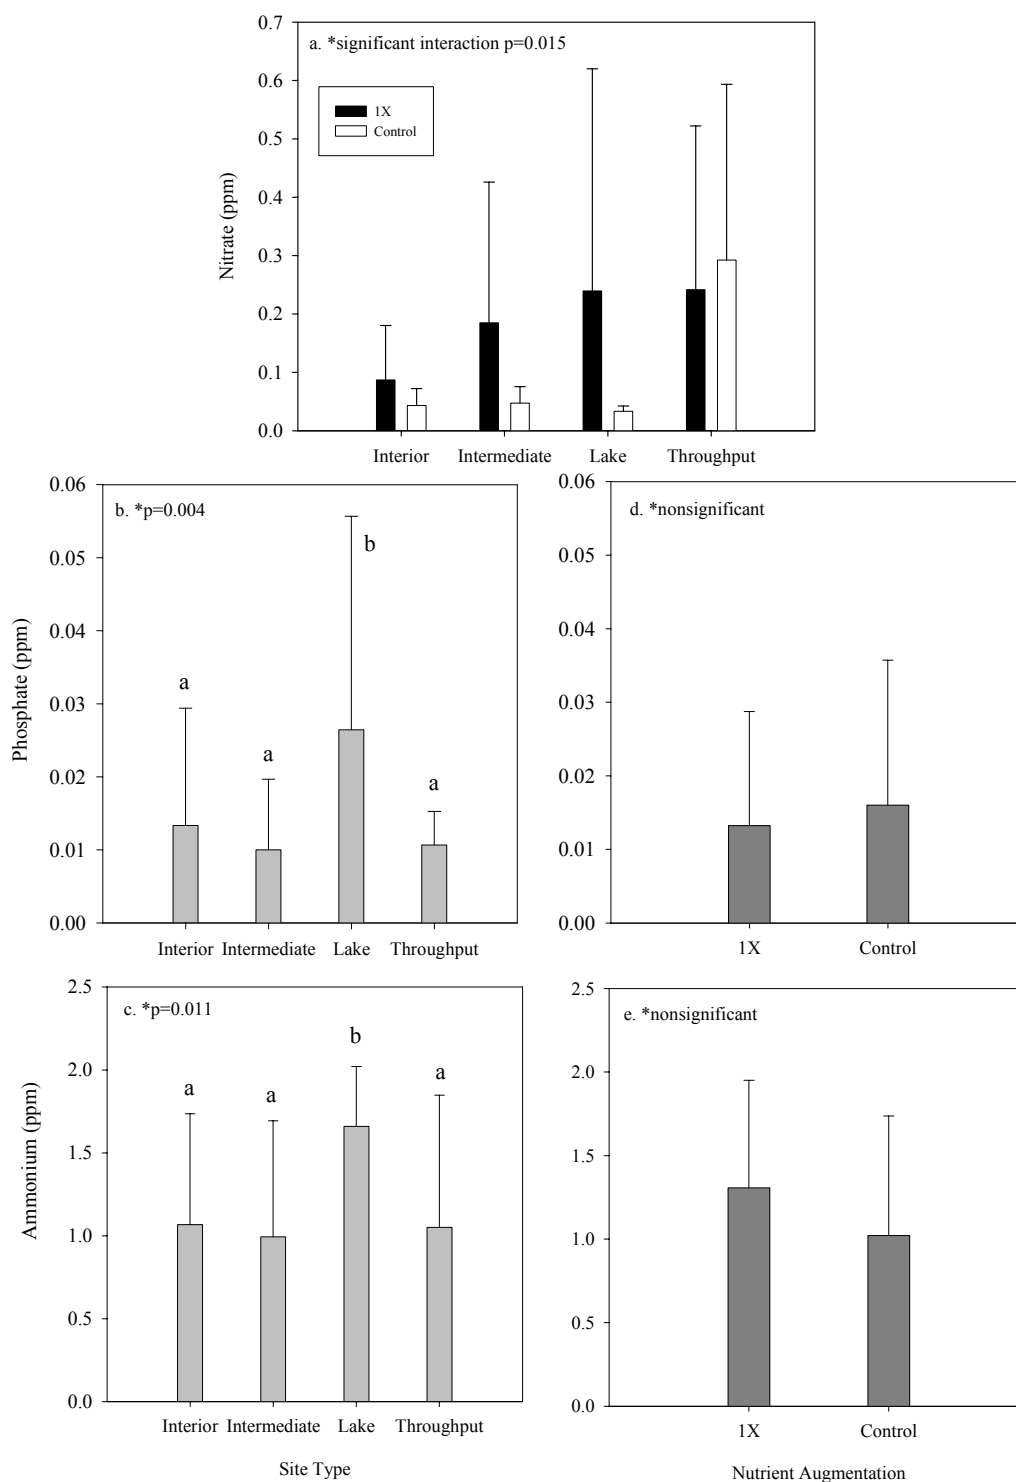 0.7
a. *significant interaction p=0.015
0.6
0.5
0.4
0.3
0.2
0.1
0.0
Nitrate (ppm)
1X
Control
Interior Intermediate Lake Throughput
0.06
b. *p=0.004
0.05
0.04
0.03
0.02
0.01
0.00
Phosphate (ppm)
a
a
b
a
Interior Intermediate Lake Throughput
0.06
d. *nonsignificant
0.05
0.04
0.03
0.02
0.01
0.00
1X Control
2.5
c. *p=0.011
2.0
1.5
1.0
0.5
0.0
Ammonium (ppm)
a
a
b
a
Interior Intermediate Lake Throughput
Site Type
2.5
e. *nonsignificant
2.0
1.5
1.0
0.5
0.0
1X Control
Nutrient Augmentation